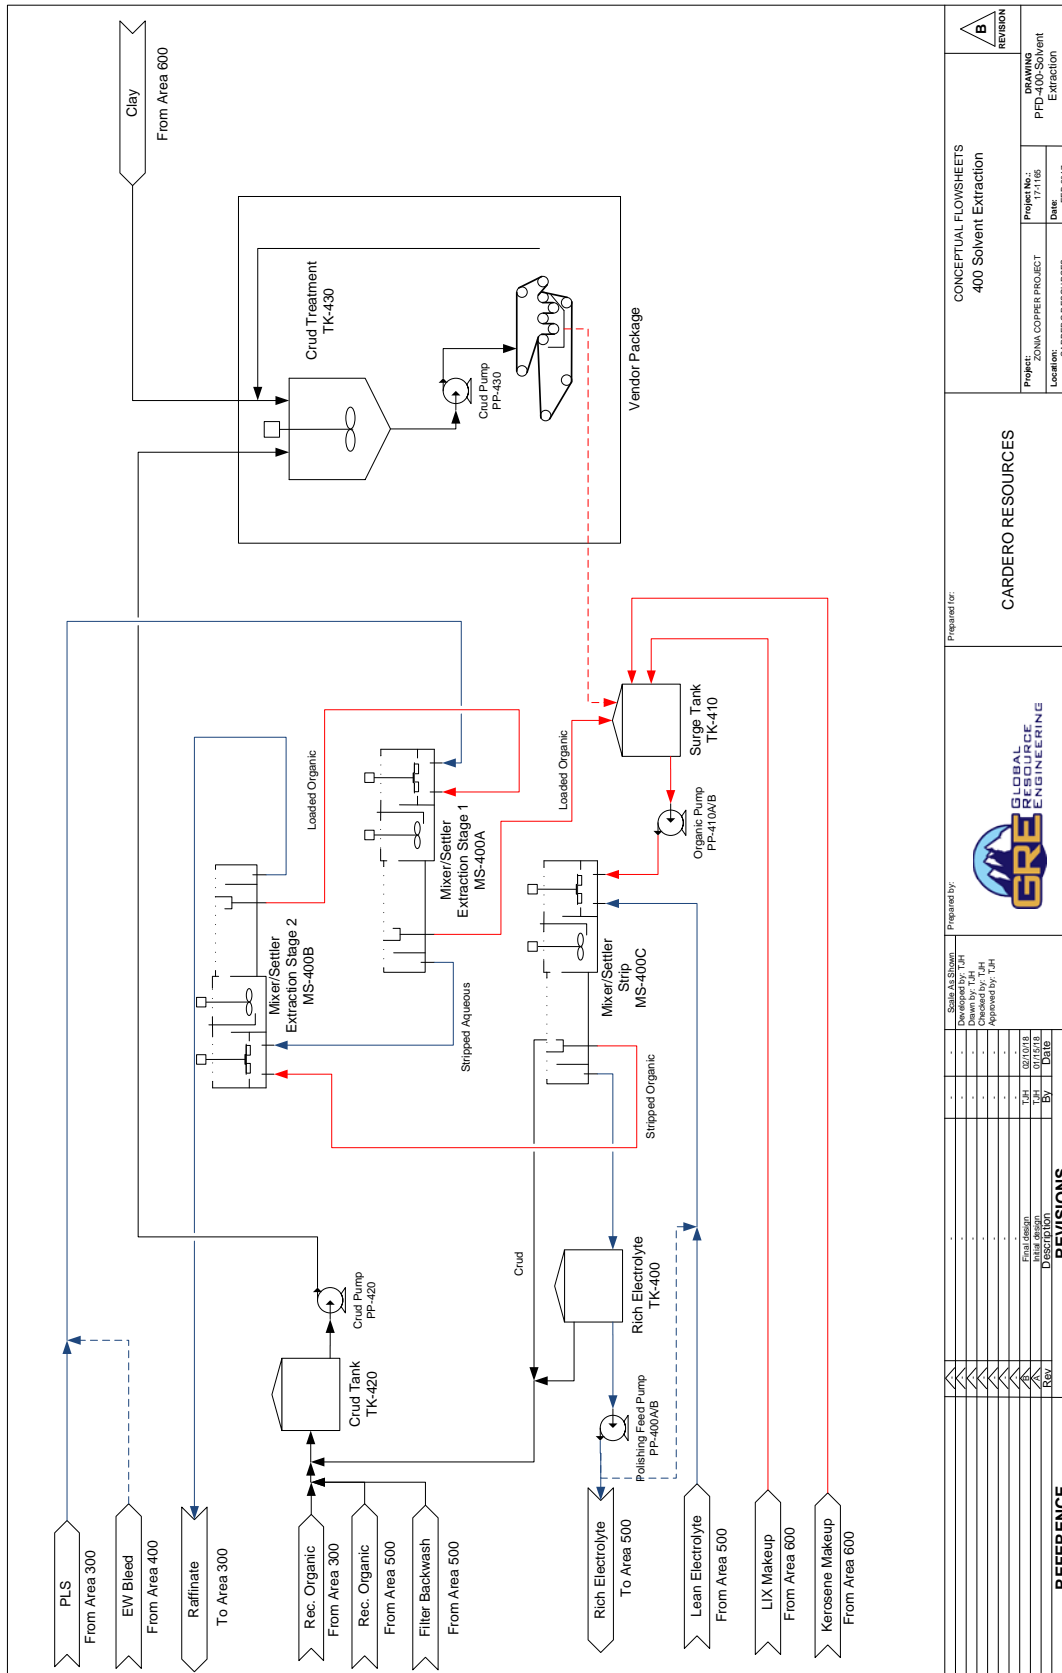 Clay
From Area 600
Crud Treatment
TK-430
Crud Pump
PP-430
Vendor Package
Surge Tank
TK-410
Organic Pump
PP-410A/B
Loaded Organic
Loaded Organic
Mixer/Settler
Extraction Stage 1
MS-400A
Mixer/Settler
Extraction Stage 2
MS-400B
Mixer/Settler
Strip
MS-400C
Stripped Aqueous
Stripped Organic
Crud
Crud Pump
PP-420
Crud Tank
TK-420
Rich Electrolyte
TK-400
Polishing Feed Pump
PP-400A/B
PLS
From Area 300
EW Bleed
From Area 400
Raffinate
To Area 300
Rec. Organic
From Area 300
Rec. Organic
From Area 500
Filter Backwash
From Area 500
Rich Electrolyte
To Area 500
Lean Electrolyte
From Area 500
LIX Makeup
From Area 600
Kerosene Makeup
From Area 600
REFERENCE
REVISIONS
Rev
Description
By
Date
B
Final design
TJH
02/10/18
A
Initial design
TJH
01/15/18
Scale As Shown
Developed by: TJH
Drawn by: TJH
Checked by: TJH
Approved by: TJH
Prepared by:
GRE
GLOBAL
RESOURCE
ENGINEERING
Prepared for:
CARDERO RESOURCES
CONCEPTUAL FLOWSHEETS
400 Solvent Extraction
B
REVISION
Project:
ZONIA COPPER PROJECT
Project No.:
17-1165
DRAWING
PFD-400-Solvent
Extraction
Location:
Date: